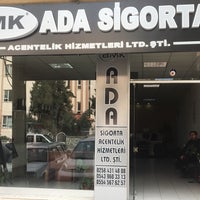 MK ADA SİGORTA
ACENTELİK HİZMETLERİ LTD. ŞTİ.
ADA
SİGORTA
ACENTELİK
HİZMETLERİ
LTD. ŞTİ.